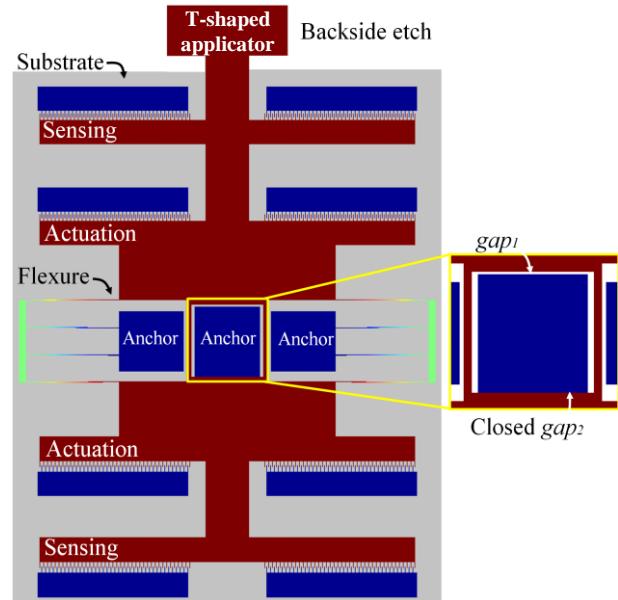 T-shaped
applicator
Backside etch
Substrate
Sensing
Actuation
gap1
Flexure
Anchor
Anchor
Anchor
Closed gap2
Actuation
Sensing